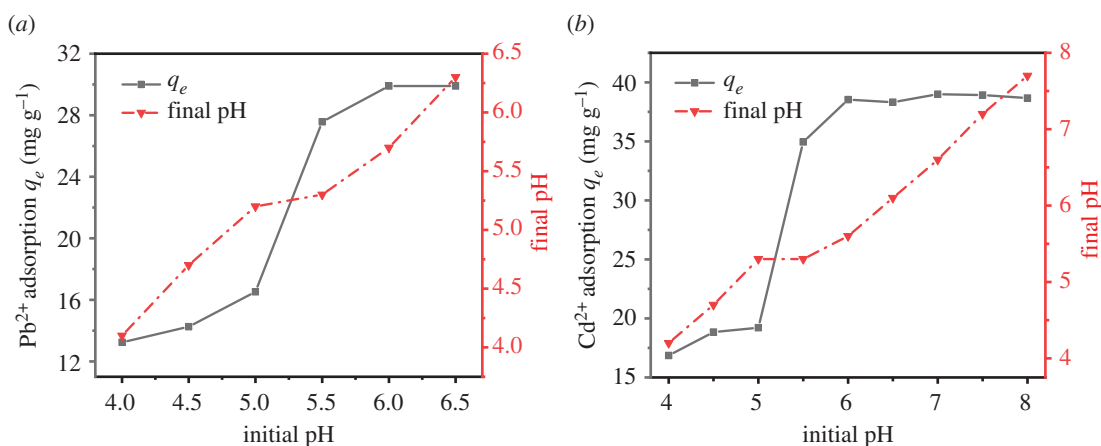 (a)
Pb²⁺ adsorption qₑ (mg g⁻¹)
32
28
24
20
16
12
qₑ
final pH
6.5
6.0
5.5
5.0
4.5
4.0
final pH
4.0 4.5 5.0 5.5 6.0 6.5
initial pH
(b)
Cd²⁺ adsorption qₑ (mg g⁻¹)
40
35
30
25
20
15
qₑ
final pH
8
7
6
5
4
final pH
4 5 6 7 8
initial pH